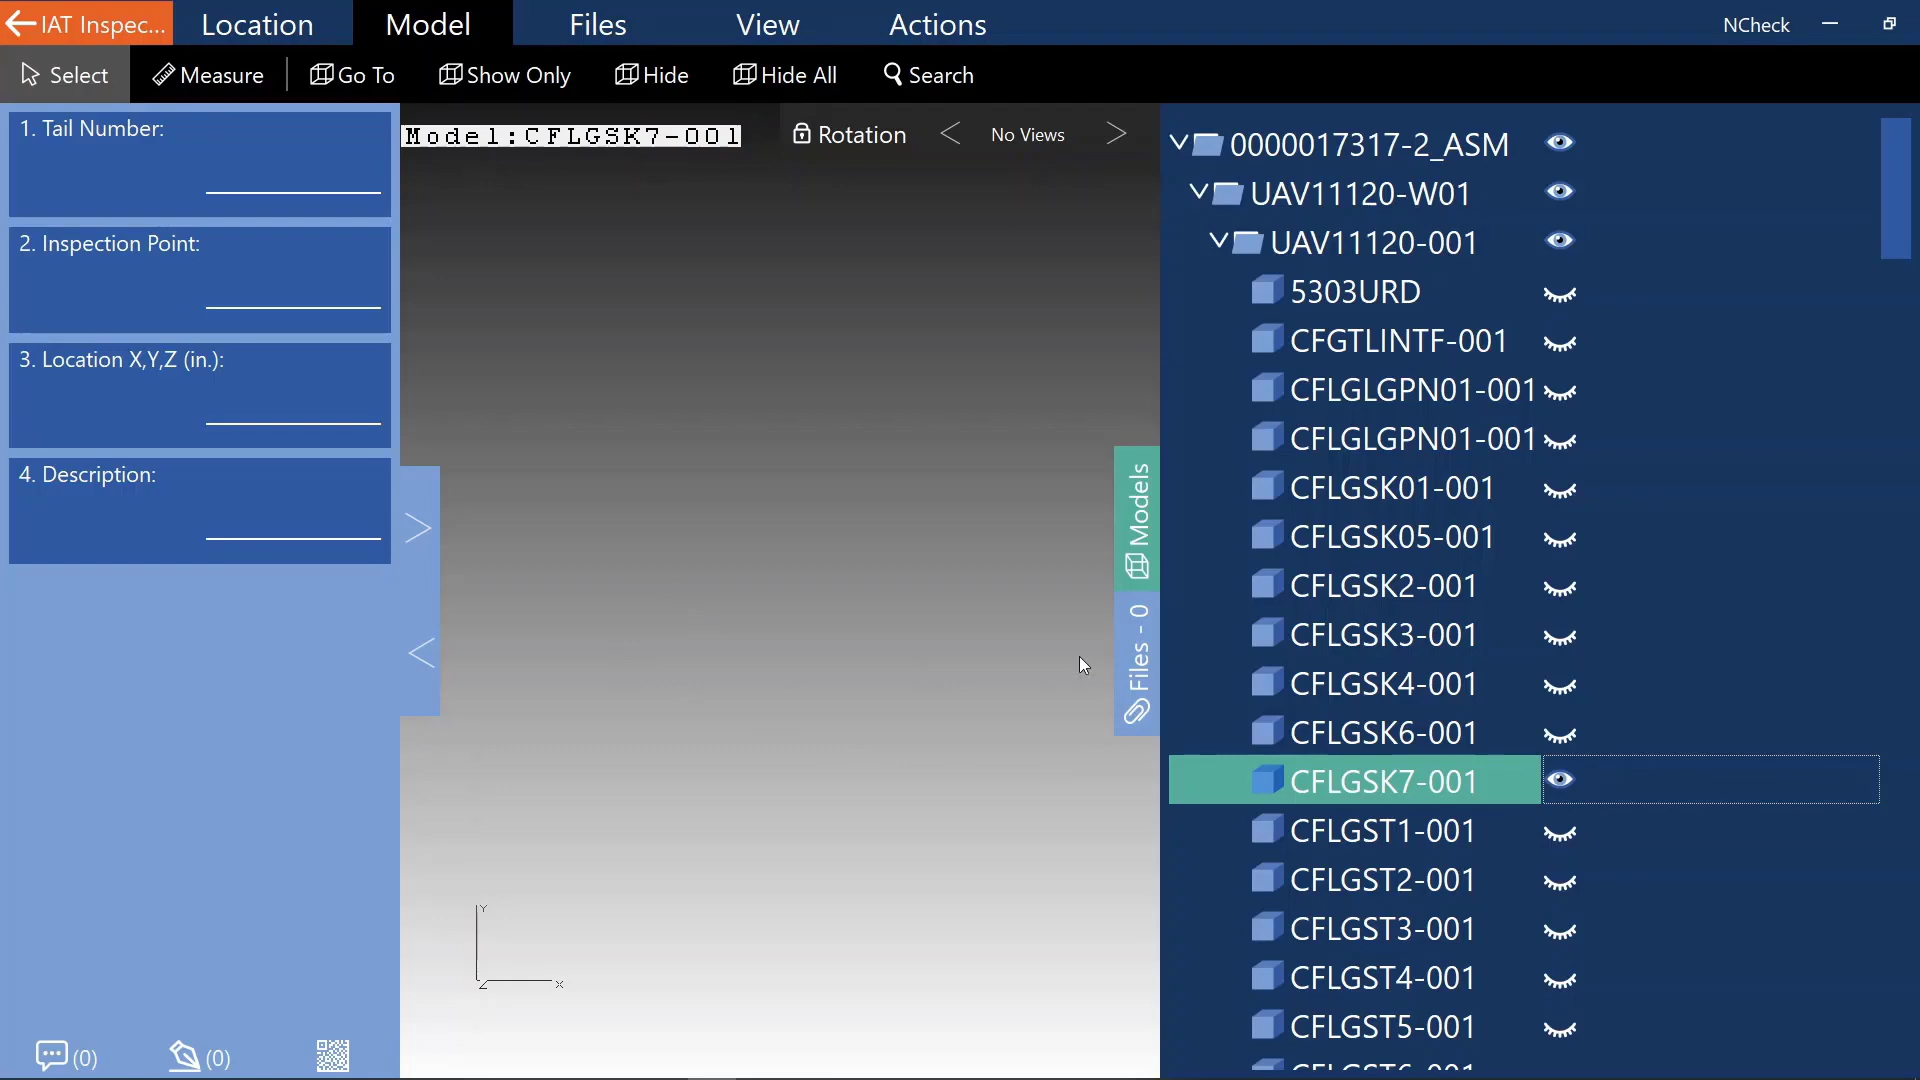 IAT Inspec...
Location
Model
Files
View
Actions
NCheck
Select
Measure
Go To
Show Only
Hide
Hide All
Search
1. Tail Number:
2. Inspection Point:
3. Location X,Y,Z (in.):
4. Description:
(0)
(0)
Model:CFLGSK7-001
Rotation
No Views
Y
Z
X
Models
Files - 0
0000017317-2_ASM
UAV11120-W01
UAV11120-001
5303URD
CFGTLINTF-001
CFLGLGPN01-001
CFLGLGPN01-001
CFLGSK01-001
CFLGSK05-001
CFLGSK2-001
CFLGSK3-001
CFLGSK4-001
CFLGSK6-001
CFLGSK7-001
CFLGST1-001
CFLGST2-001
CFLGST3-001
CFLGST4-001
CFLGST5-001